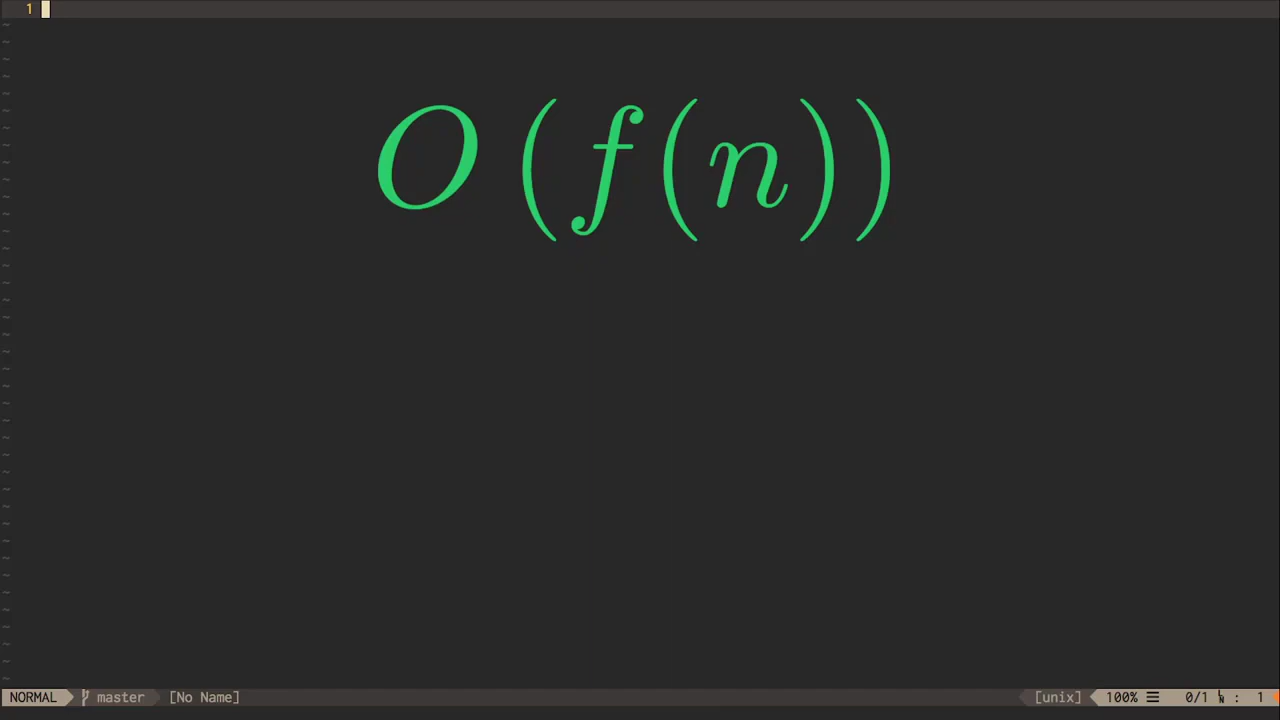 1
O(f(n))
NORMAL master [No Name] [unix] 100% ☰ 0/1 ㏑ : 1